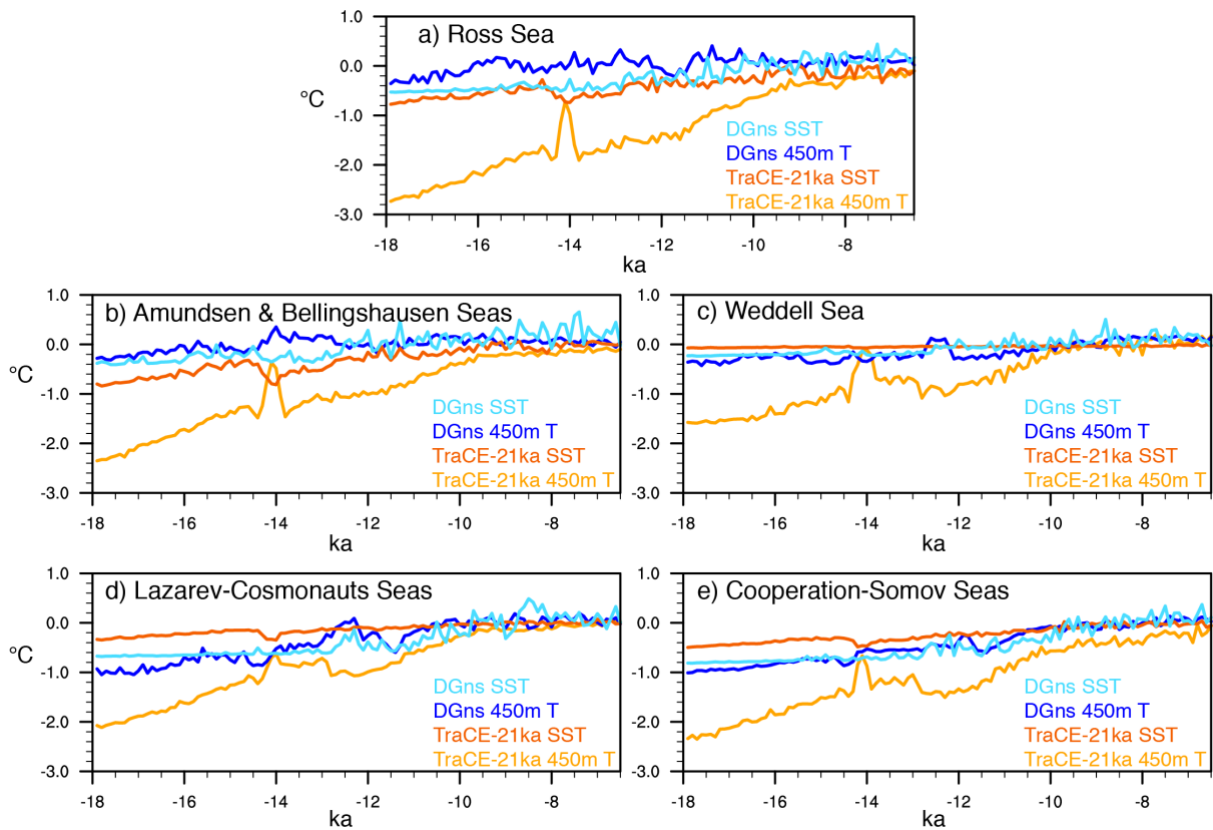 a) Ross Sea
1.0
0.0
-1.0
-2.0
-3.0
°C
DGns SST
DGns 450m T
TraCE-21ka SST
TraCE-21ka 450m T
-18 -16 -14 -12 -10 -8
ka
b) Amundsen & Bellingshausen Seas
1.0
0.0
-1.0
-2.0
-3.0
°C
DGns SST
DGns 450m T
TraCE-21ka SST
TraCE-21ka 450m T
-18 -16 -14 -12 -10 -8
ka
c) Weddell Sea
1.0
0.0
-1.0
-2.0
-3.0
DGns SST
DGns 450m T
TraCE-21ka SST
TraCE-21ka 450m T
-18 -16 -14 -12 -10 -8
ka
d) Lazarev-Cosmonauts Seas
1.0
0.0
-1.0
-2.0
-3.0
°C
DGns SST
DGns 450m T
TraCE-21ka SST
TraCE-21ka 450m T
-18 -16 -14 -12 -10 -8
ka
e) Cooperation-Somov Seas
1.0
0.0
-1.0
-2.0
-3.0
DGns SST
DGns 450m T
TraCE-21ka SST
TraCE-21ka 450m T
-18 -16 -14 -12 -10 -8
ka